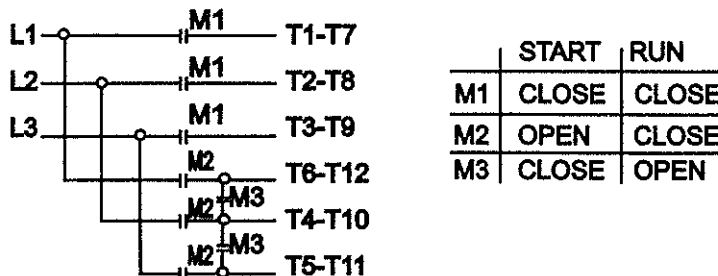 M1
L1 T1-T7
M1
L2 T2-T8
M1
L3 T3-T9
M2 T6-T12
M3
M2 T4-T10
M3
M2 T5-T11
START RUN
M1 CLOSE CLOSE
M2 OPEN CLOSE
M3 CLOSE OPEN